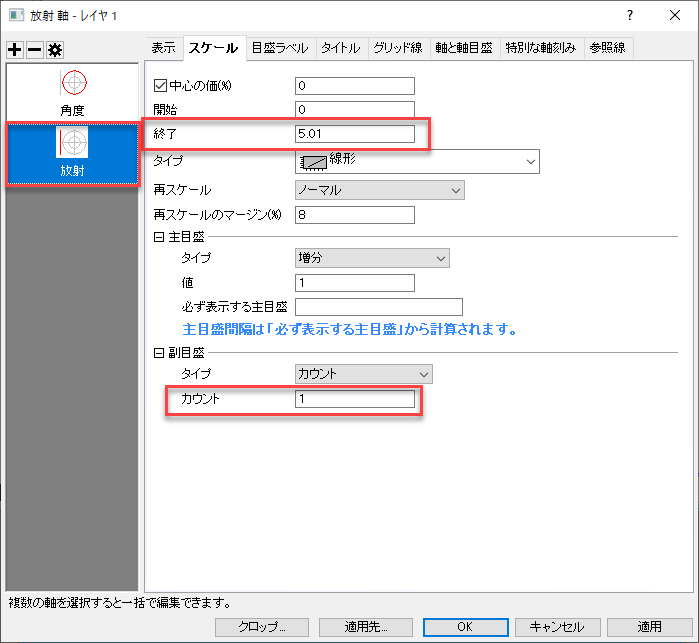 放射 軸 - レイヤ 1
表示 スケール 目盛ラベル タイトル グリッド線 軸と軸目盛 特別な軸刻み 参照線
角度
放射
中心の価(%) 0
開始 0
終了 5.01
タイプ 線形
再スケール ノーマル
再スケールのマージン(%) 8
主目盛
タイプ 増分
値 1
必ず表示する主目盛
主目盛間隔は「必ず表示する主目盛」から計算されます。
副目盛
タイプ カウント
カウント 1
複数の軸を選択すると一括で編集できます。
クロップ... 適用先... OK キャンセル 適用